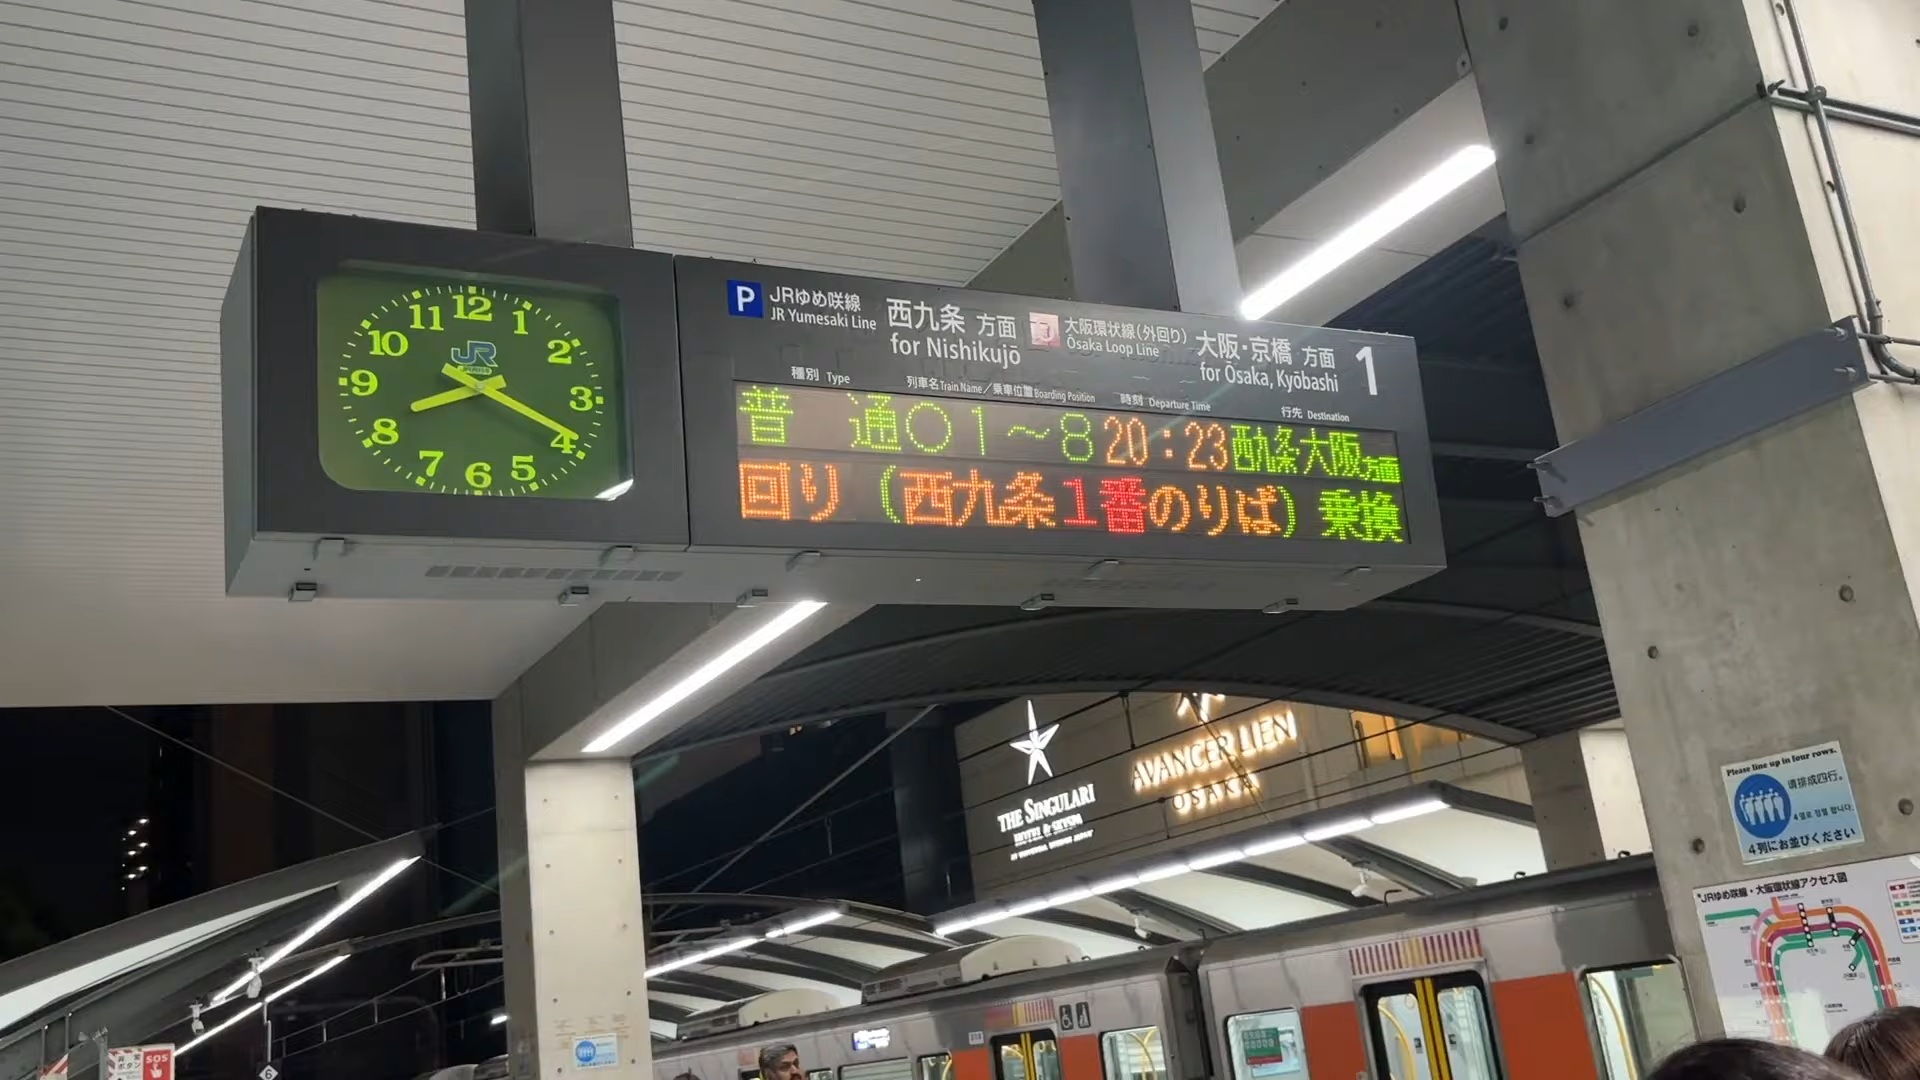 12
1
2
3
4
5
6
7
8
9
10
11
JR
P JRゆめ咲線 西九条 方面 大阪環状線(外回り) 大阪・京橋 方面 1
JR Yumesaki Line for Nishikujō Ōsaka Loop Line for Ōsaka, Kyōbashi
種別 Type 列車名 Train Name/乗車位置 Boarding Position 時刻 Departure Time 行先 Destination
普 通○1～8 20:23 西九条大阪方面
回り(西九条1番のりば)乗換
THE SINGULARI
AVANCER LIEN
OSAKA
Please line up in four rows.
请排成四行。
4列にお並びください
JRゆめ咲線・大阪環状線アクセス図
非常
ボタン
SOS
6